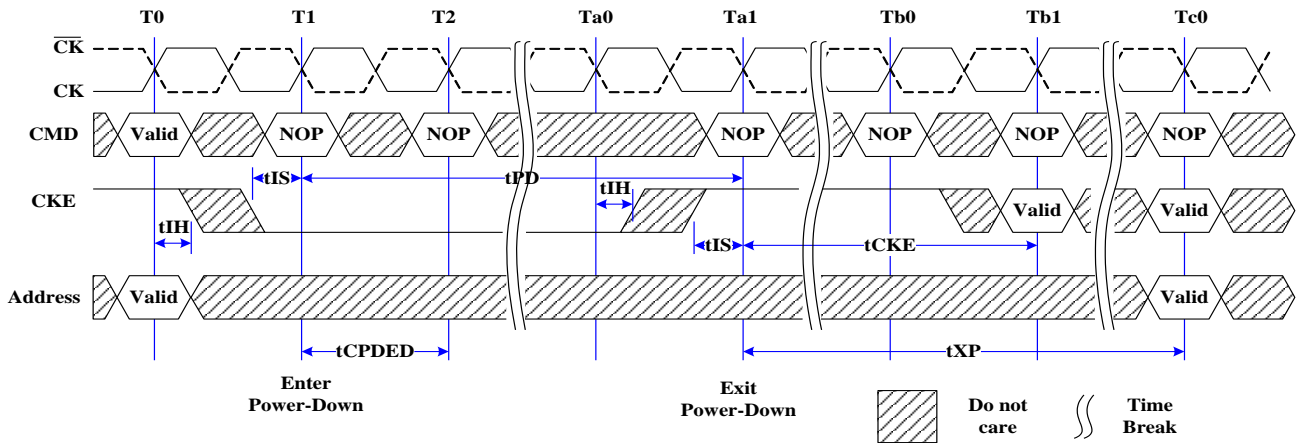 T0 T1 T2 Ta0 Ta1 Tb0 Tb1 Tc0
CK
CK
CMD Valid NOP NOP NOP NOP NOP NOP
tIS tPD tIH
CKE Valid Valid
tIH tIS tCKE
Address Valid Valid
tCPDED tXP
Enter
Power-Down
Exit
Power-Down
Do not
care
Time
Break